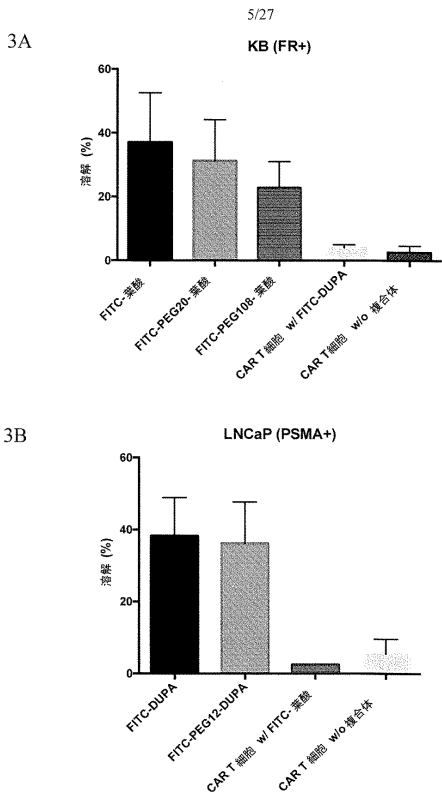 5/27
3A
KB (FR+)
60
40
20
0
溶解 (%)
FITC-葉酸
FITC-PEG20-葉酸
FITC-PEG108-葉酸
CAR T細胞 w/ FITC-DUPA
CAR T細胞 w/o 複合体
3B
LNCaP (PSMA+)
60
40
20
0
溶解 (%)
FITC-DUPA
FITC-PEG12-DUPA
CAR T細胞 w/ FITC-葉酸
CAR T細胞 w/o 複合体